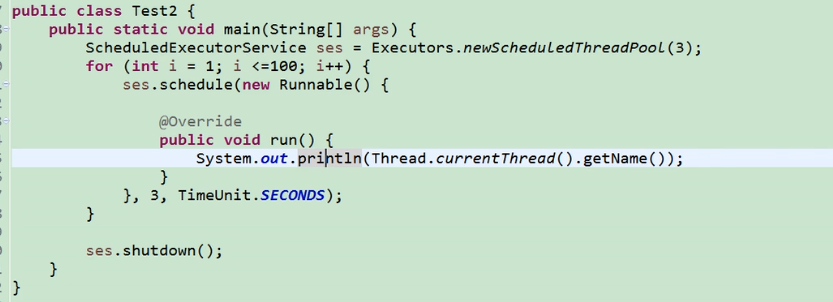 public class Test2 {
    public static void main(String[] args) {
        ScheduledExecutorService ses = Executors.newScheduledThreadPool(3);
        for (int i = 1; i <=100; i++) {
            ses.schedule(new Runnable() {
                @Override
                public void run() {
                    System.out.println(Thread.currentThread().getName());
                }
            }, 3, TimeUnit.SECONDS);
        }
        ses.shutdown();
    }
}